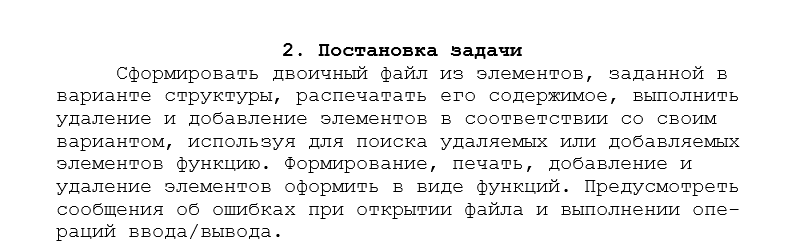 2. Постановка задачи
Сформировать двоичный файл из элементов, заданной в
варианте структуры, распечатать его содержимое, выполнить
удаление и добавление элементов в соответствии со своим
вариантом, используя для поиска удаляемых или добавляемых
элементов функцию. Формирование, печать, добавление и
удаление элементов оформить в виде функций. Предусмотреть
сообщения об ошибках при открытии файла и выполнении опе-
раций ввода/вывода.